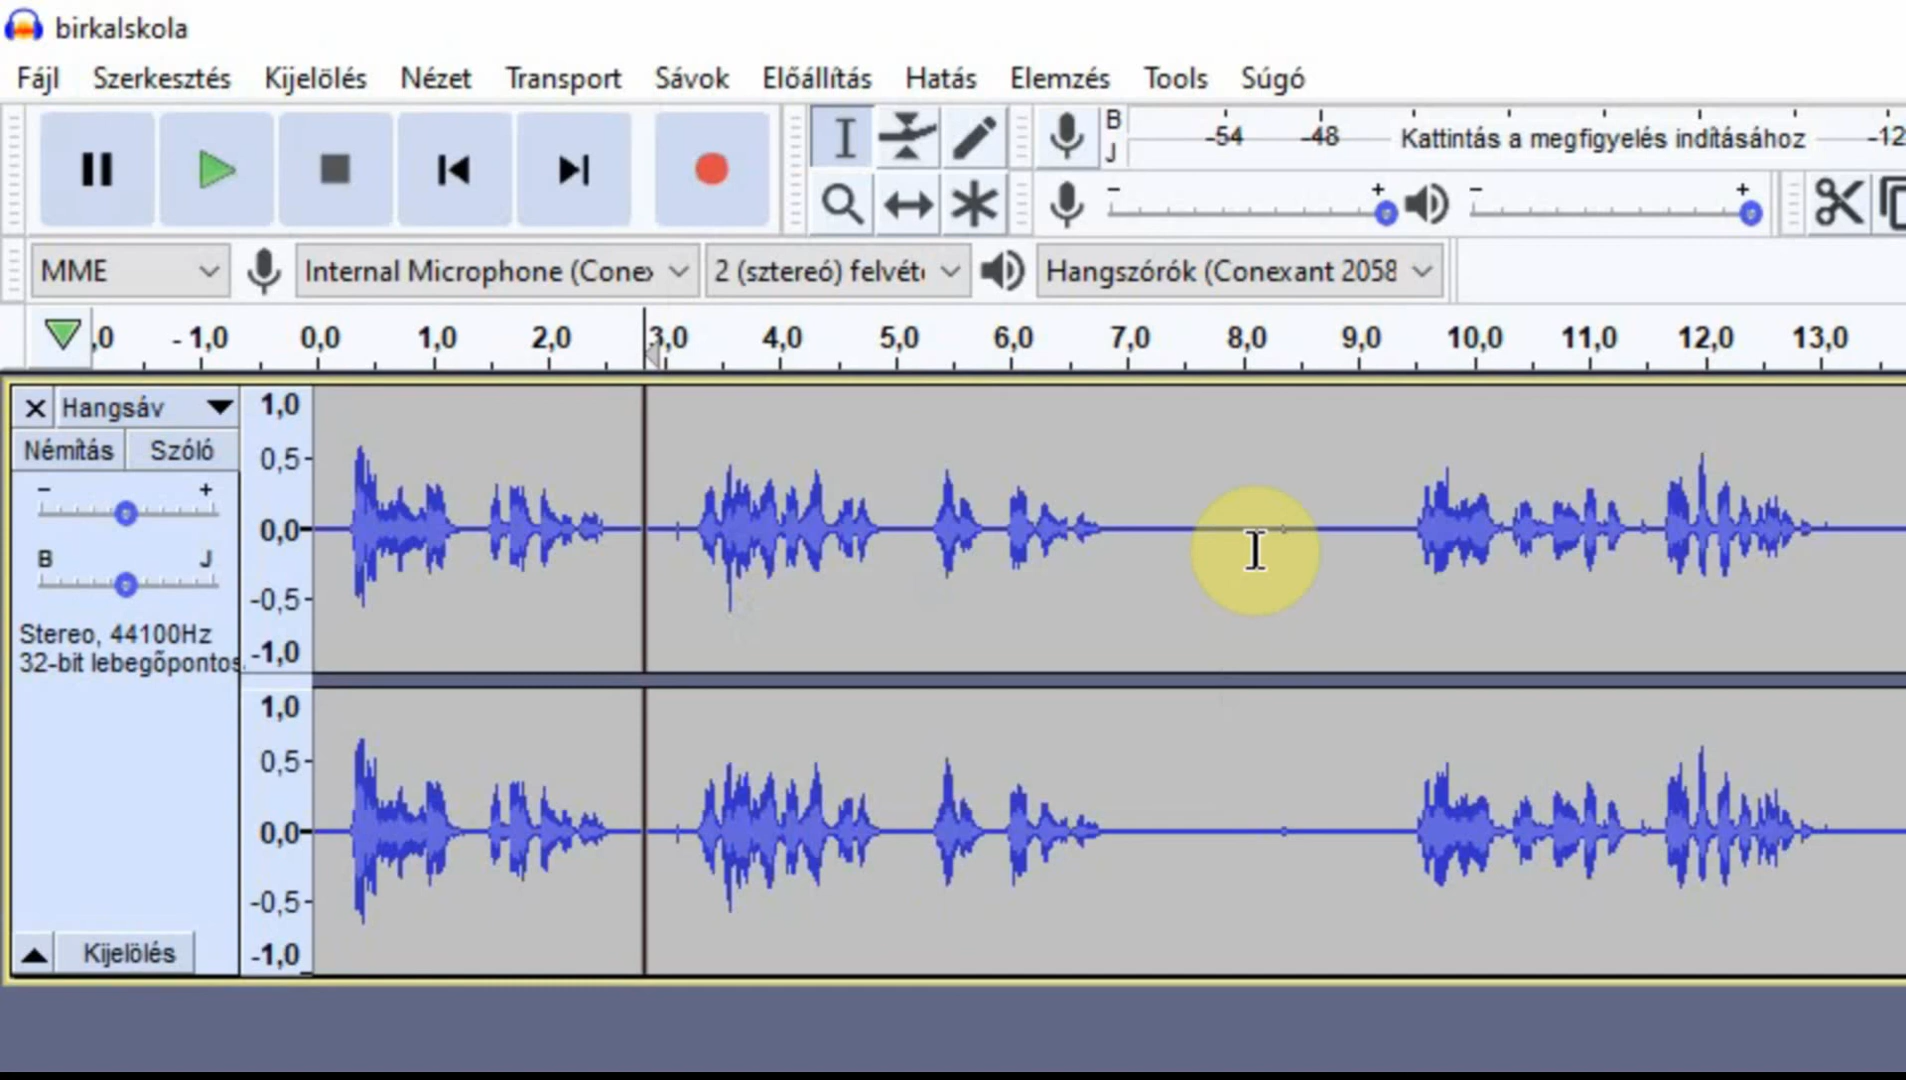 birkalskola
Fájl Szerkesztés Kijelölés Nézet Transport Sávok Előállítás Hatás Elemzés Tools Súgó
B
J
-54 -48 Kattintás a megfigyelés indításához -12
- + - +
MME Internal Microphone (Conex 2 (sztereó) felvét Hangszórók (Conexant 2058
,0 -1,0 0,0 1,0 2,0 3,0 4,0 5,0 6,0 7,0 8,0 9,0 10,0 11,0 12,0 13,0
Hangsáv 1,0
Némítás Szóló 0,5
- +
0,0
B J
-0,5
Stereo, 44100Hz
32-bit lebegőpontos -1,0
1,0
0,5
0,0
-0,5
Kijelölés -1,0